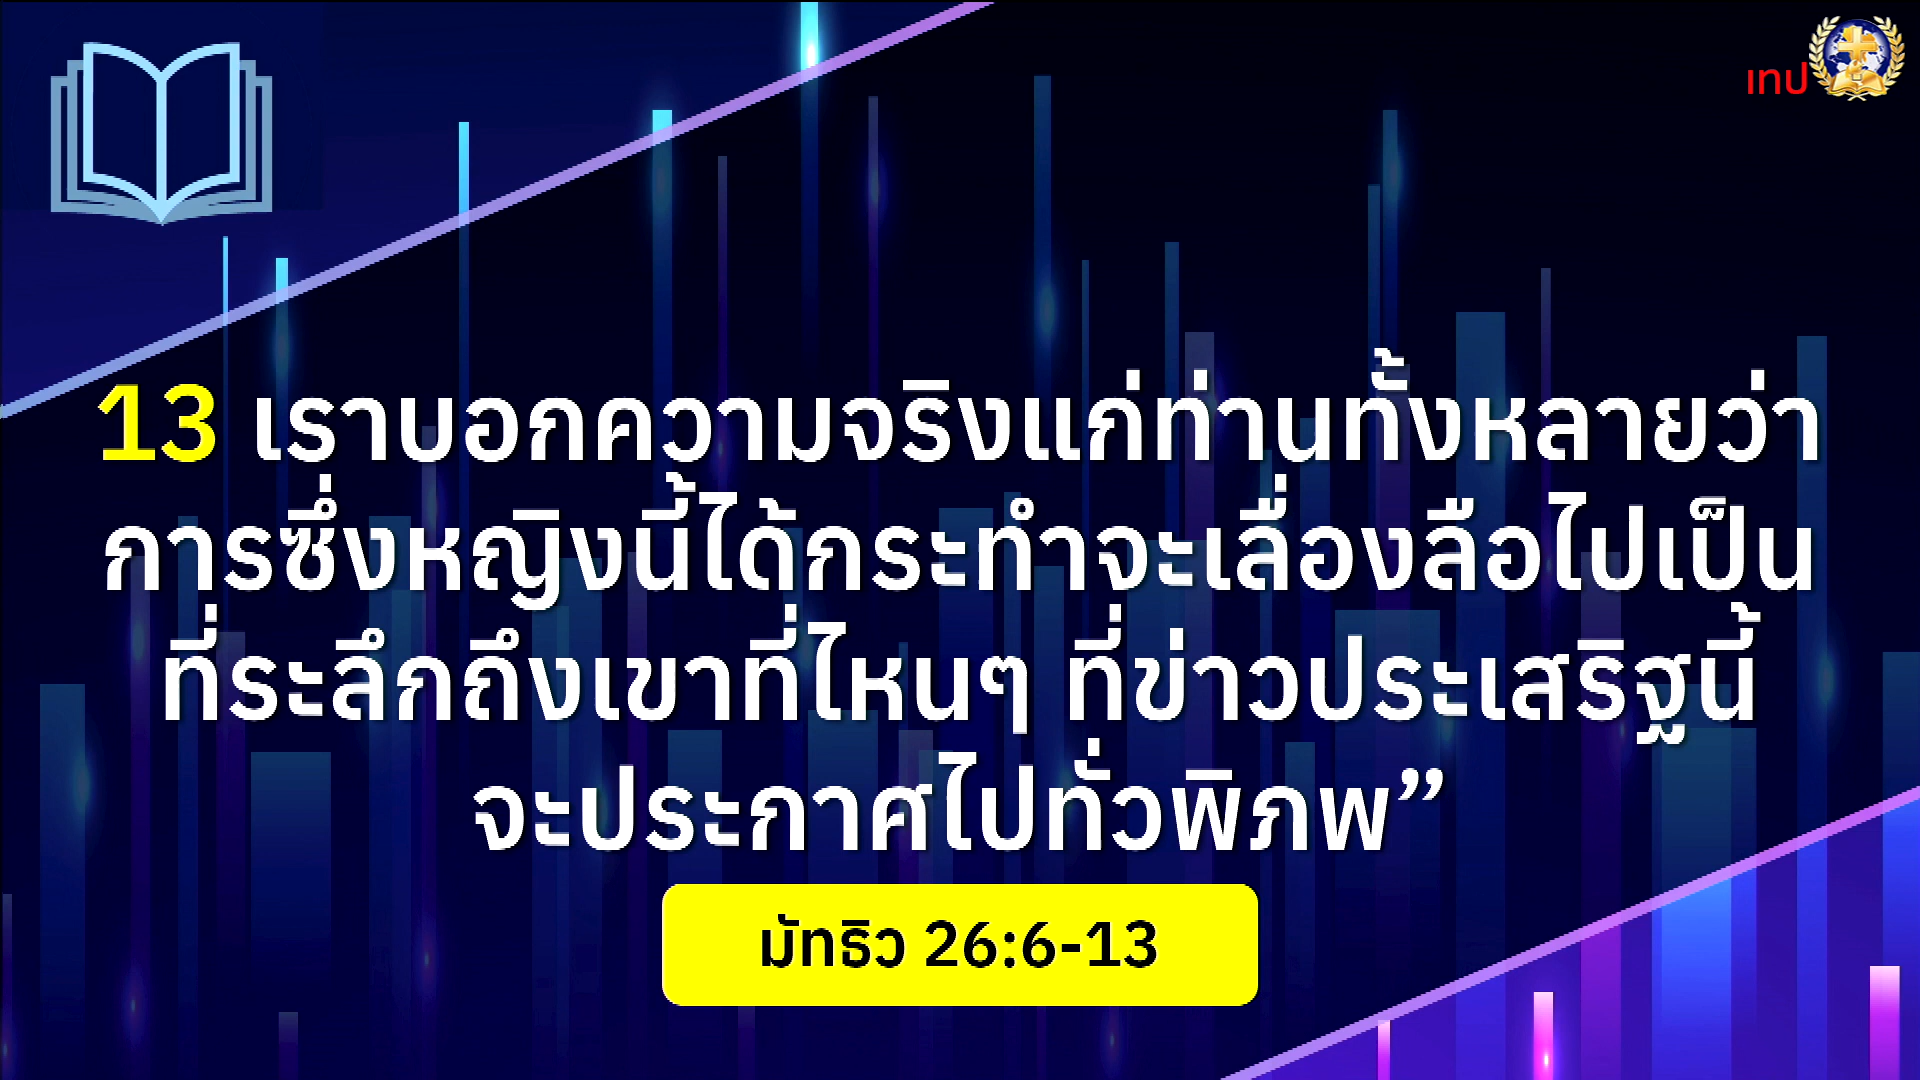 เทป
13 เราบอกความจริงแก่ท่านทั้งหลายว่า
การซึ่งหญิงนี้ได้กระทำจะเลื่องลือไปเป็น
ที่ระลึกถึงเขาที่ไหนๆ ที่ข่าวประเสริฐนี้
จะประกาศไปทั่วพิภพ”
มัทธิว 26:6-13